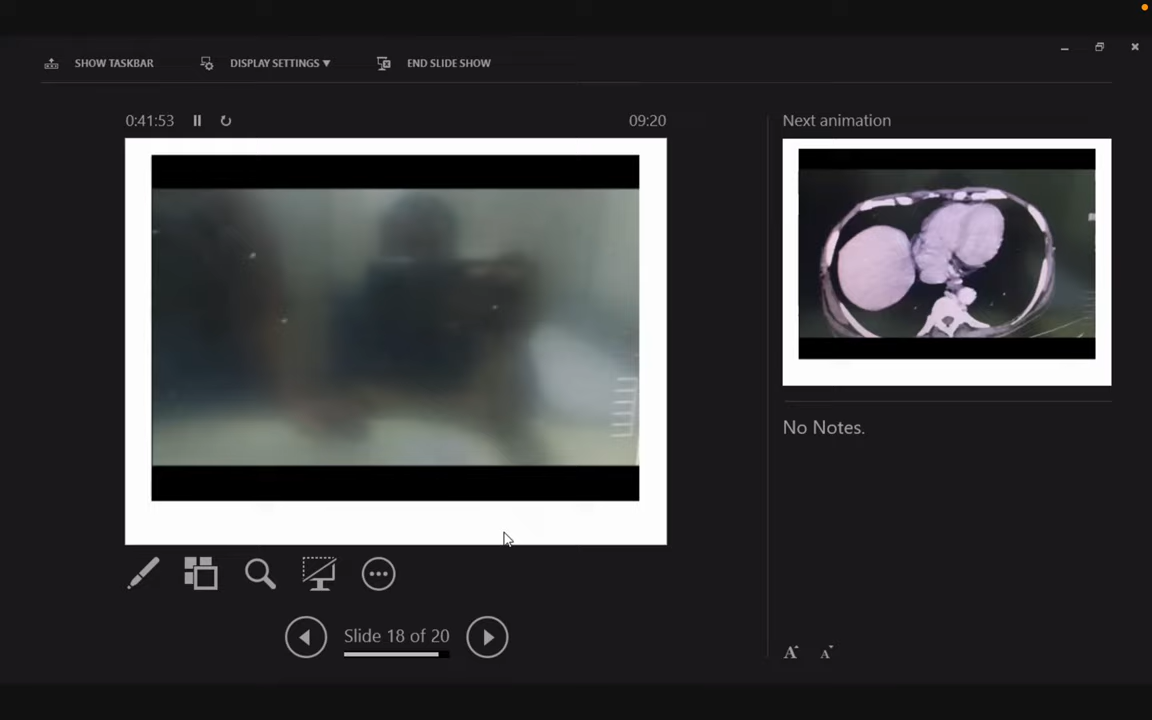 SHOW TASKBAR
DISPLAY SETTINGS ▼
END SLIDE SHOW
0:41:53
09:20
Next animation
No Notes.
Slide 18 of 20
A A